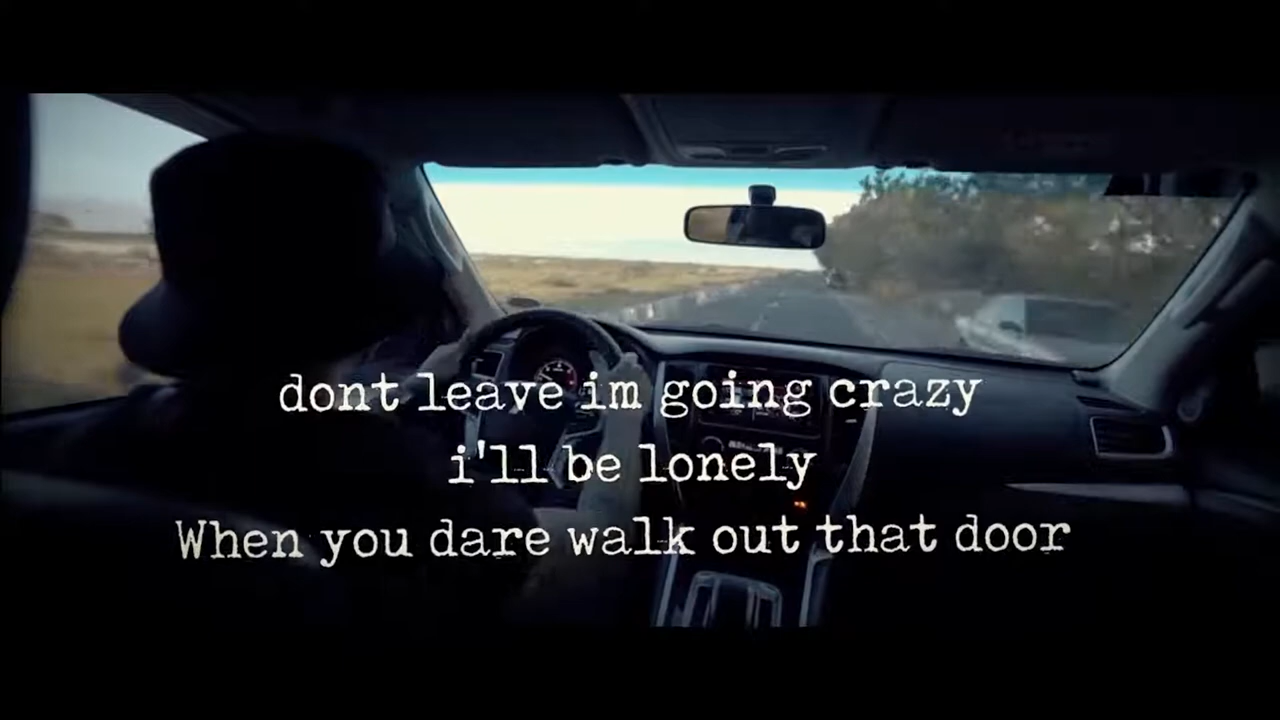 dont leave im going crazy
i'll be lonely
When you dare walk out that door